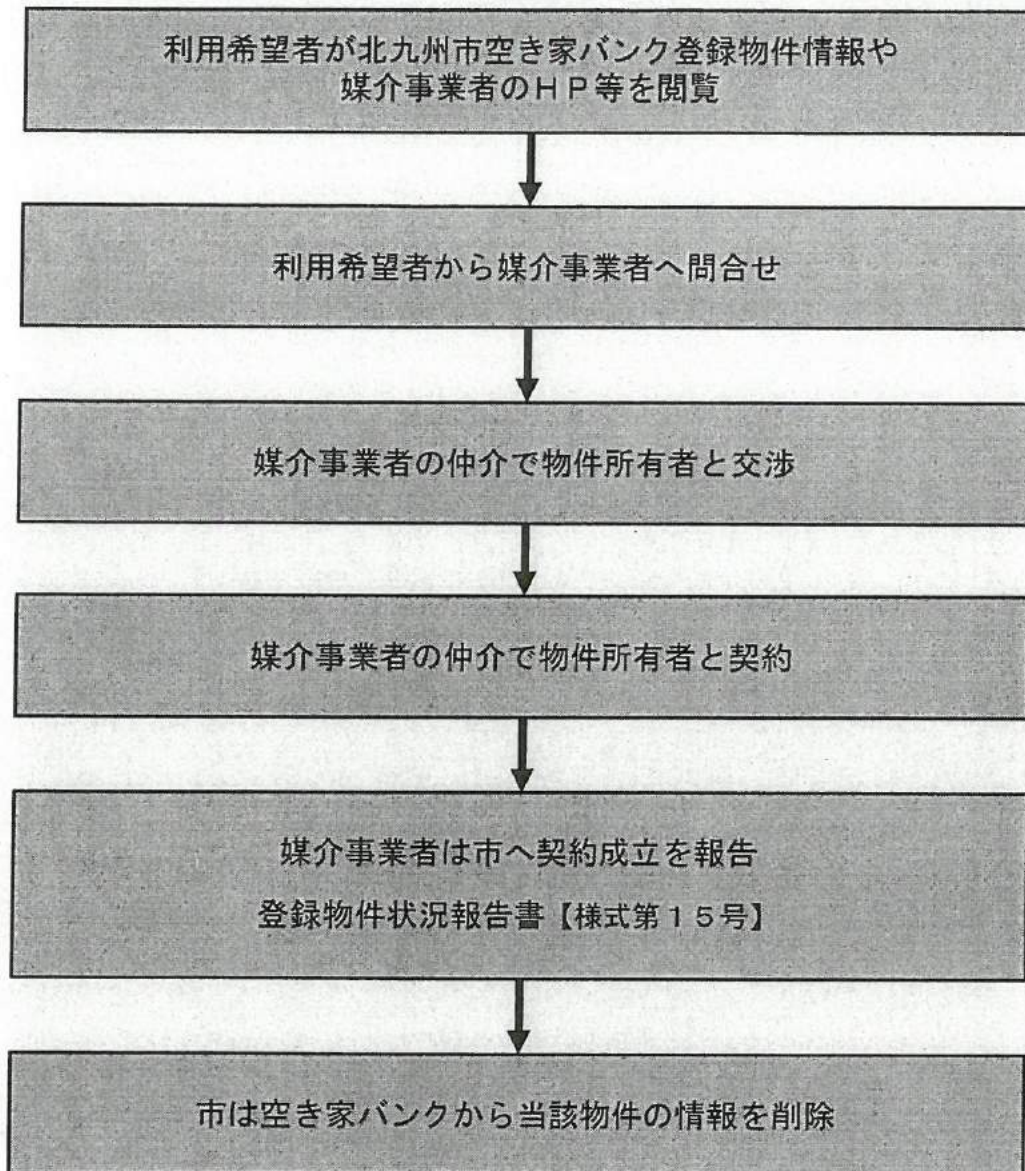 利用希望者が北九州市空き家バンク登録物件情報や
媒介事業者のＨＰ等を閲覧
利用希望者から媒介事業者へ問合せ
媒介事業者の仲介で物件所有者と交渉
媒介事業者の仲介で物件所有者と契約
媒介事業者は市へ契約成立を報告
登録物件状況報告書【様式第１５号】
市は空き家バンクから当該物件の情報を削除